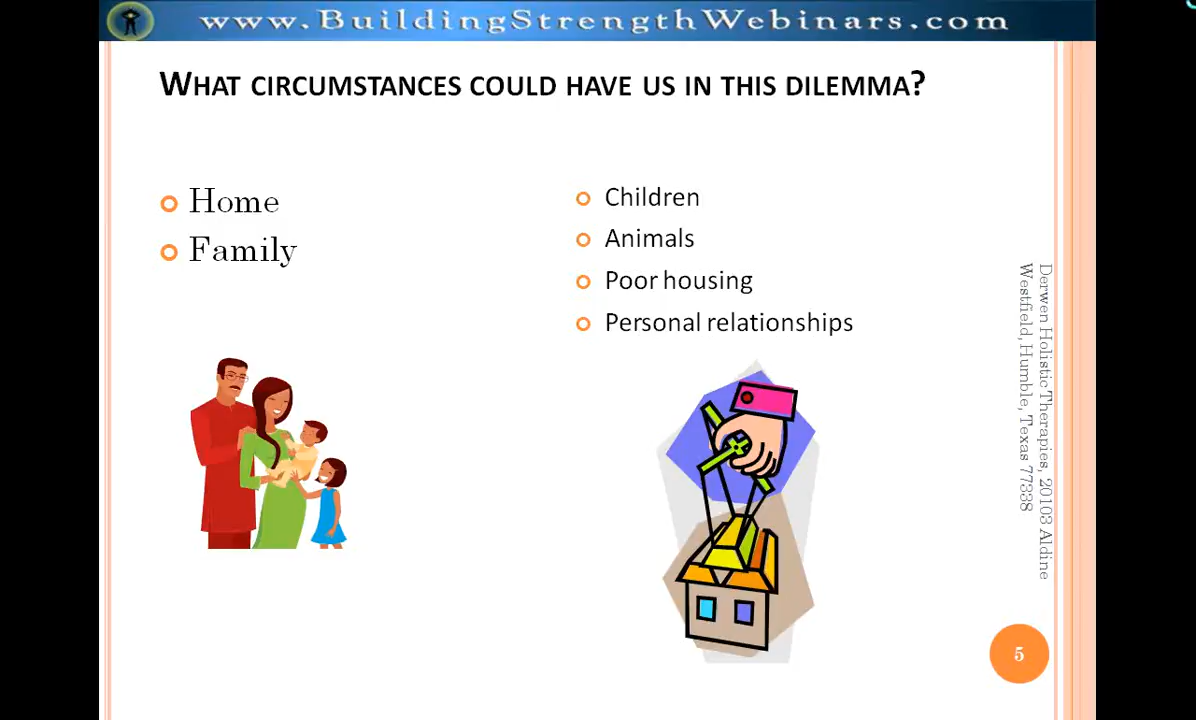 www.BuildingStrengthWebinars.com
WHAT CIRCUMSTANCES COULD HAVE US IN THIS DILEMMA?
Home
Family
Children
Animals
Poor housing
Personal relationships
Derwen Holistic Therapies, 20103 Aldine
Westfield, Humble, Texas 77338
5